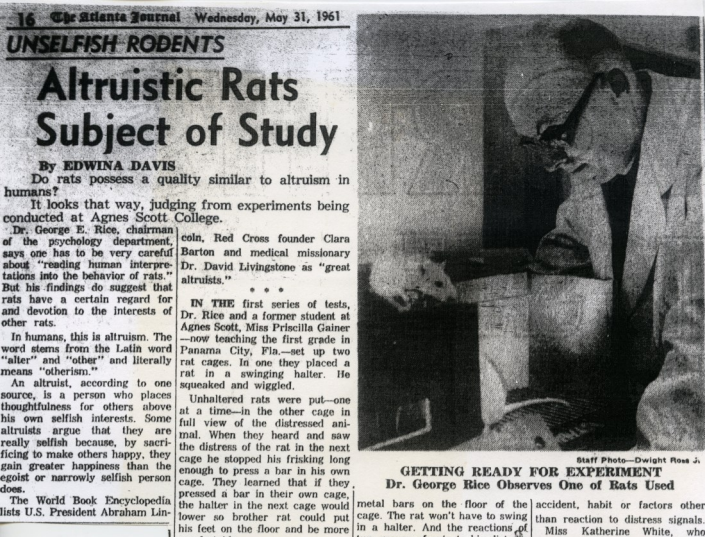 16 The Atlanta Journal Wednesday, May 31, 1961
UNSELFISH RODENTS
Altruistic Rats
Subject of Study
By EDWINA DAVIS
Do rats possess a quality similar to altruism in
humans?
It looks that way, judging from experiments being
conducted at Agnes Scott College.
Dr. George E. Rice, chairman
of the psychology department,
says one has to be very careful
about "reading human interpre-
tations into the behavior of rats."
But his findings do suggest that
rats have a certain regard for
and devotion to the interests of
other rats.
In humans, this is altruism. The
word stems from the Latin word
"alter" and "other" and literally
means "otherism."
An altruist, according to one
source, is a person who places
thoughtfulness for others above
his own selfish interests. Some
altruists argue that they are
really selfish because, by sacri-
ficing to make others happy, they
gain greater happiness than the
egoist or narrowly selfish person
does.
The World Book Encyclopedia
lists U.S. President Abraham Lin-
coln, Red Cross founder Clara
Barton and medical missionary
Dr. David Livingstone as "great
altruists."
* * *
IN THE first series of tests,
Dr. Rice and a former student at
Agnes Scott, Miss Priscilla Gainer
—now teaching the first grade in
Panama City, Fla.—set up two
rat cages. In one they placed a
rat in a swinging halter. He
squeaked and wiggled.
Unhaltered rats were put—one
at a time—in the other cage in
full view of the distressed ani-
mal. When they heard and saw
the distress of the rat in the next
cage he stopped his frisking long
enough to press a bar in his own
cage. They learned that if they
pressed a bar in their own cage,
the halter in the next cage would
lower so brother rat could put
his feet on the floor and be more
Staff Photo—Dwight Ross J.
GETTING READY FOR EXPERIMENT
Dr. George Rice Observes One of Rats Used
metal bars on the floor of the
cage. The rat won't have to swing
in a halter. And the reactions of
accident, habit or factors other
than reaction to distress signals.
Miss Katherine White, who